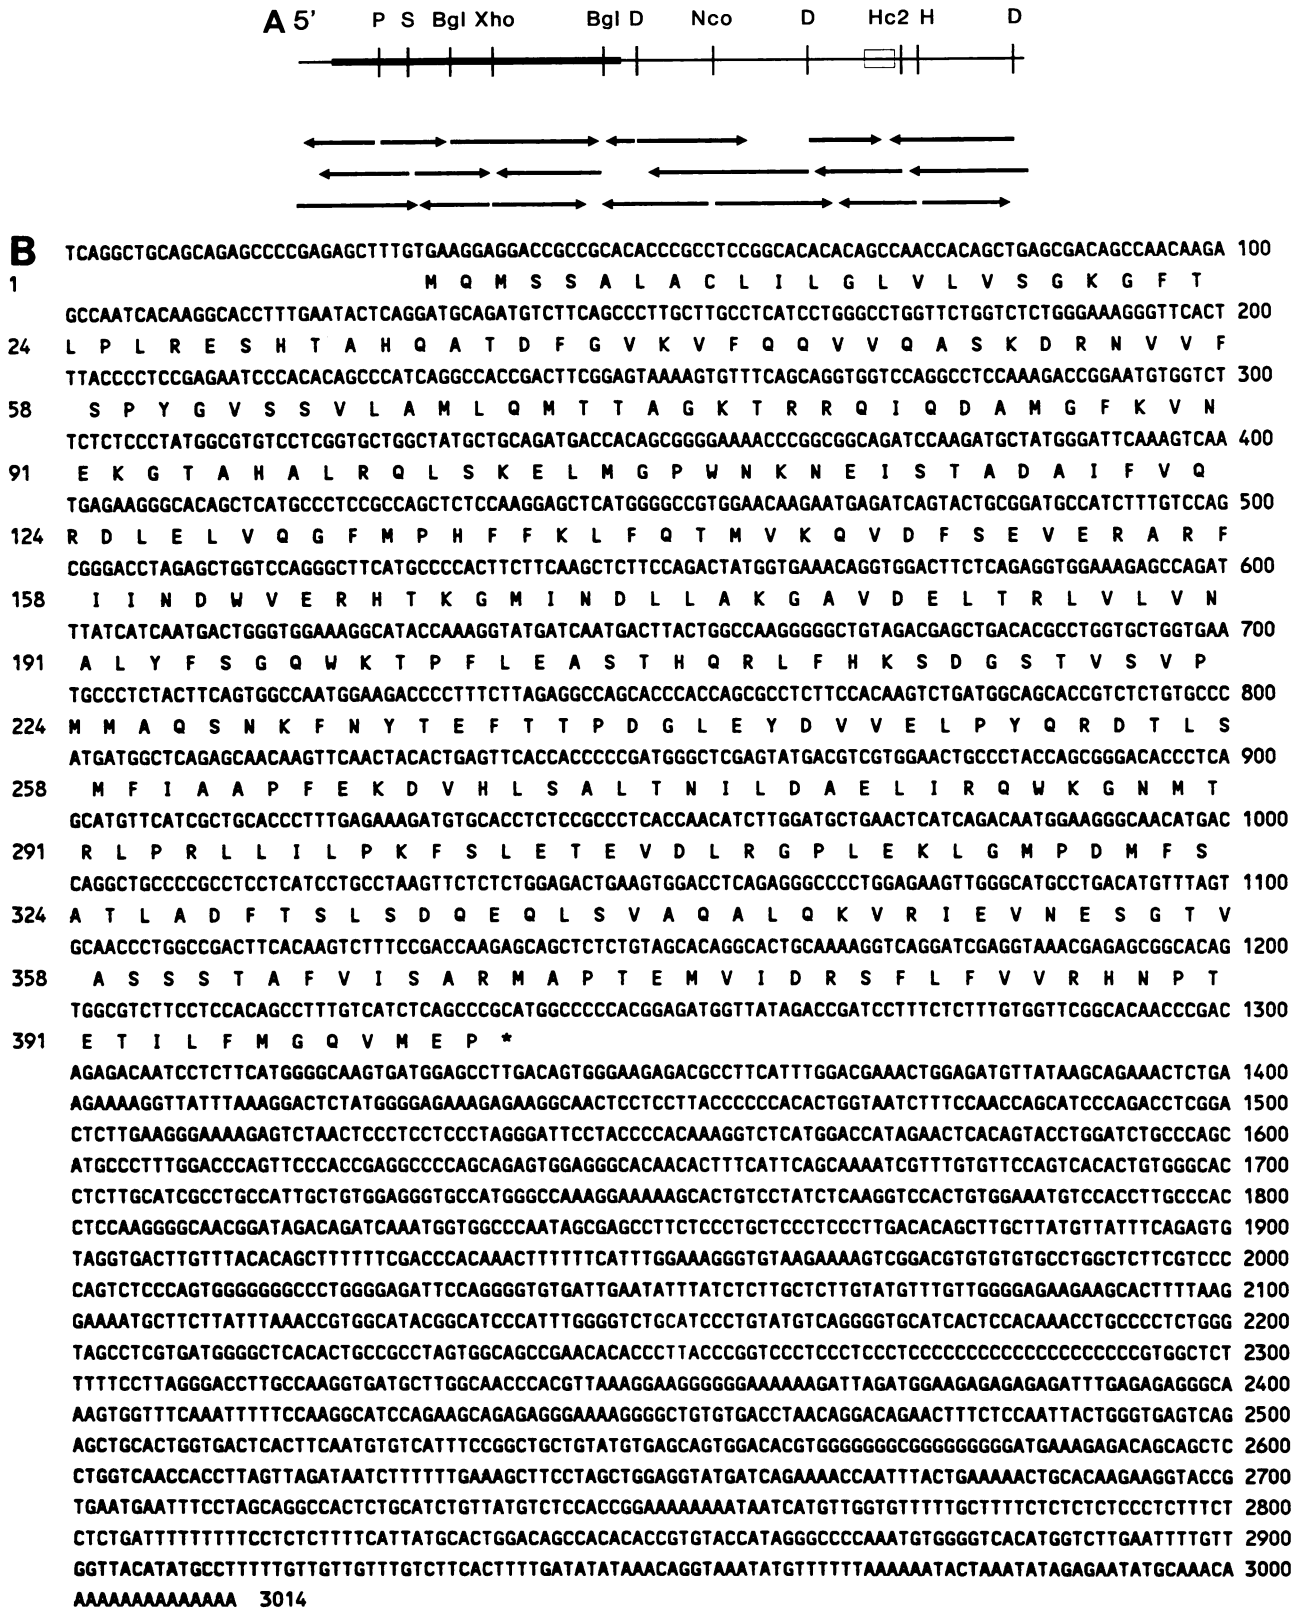 A 5' P S Bgl Xho Bgl D Nco D Hc2 H D
B TCAGGCTGCAGCAGAGCCCCGAGAGCTTTGTGAAGGAGGACCGCCGCACACCCGCCTCCGGCACACACAGCCAACCACAGCTGAGCGACAGCCAACAAGA 100
1 M Q M S S A L A C L I L G L V L V S G K G F T
GCCAATCACAAGGCACCTTTGAATACTCAGGATGCAGATGTCTTCAGCCCTTGCTTGCCTCATCCTGGGCCTGGTTCTGGTCTCTGGGAAAGGGTTCACT 200
24 L P L R E S H T A H Q A T D F G V K V F Q Q V V Q A S K D R N V V F
TTACCCCTCCGAGAATCCCACACAGCCCATCAGGCCACCGACTTCGGAGTAAAAGTGTTTCAGCAGGTGGTCCAGGCCTCCAAAGACCGGAATGTGGTCT 300
58 S P Y G V S S V L A M L Q M T T A G K T R R Q I Q D A M G F K V N
TCTCTCCCTATGGCGTGTCCTCGGTGCTGGCTATGCTGCAGATGACCACAGCGGGGAAAACCCGGCGGCAGATCCAAGATGCTATGGGATTCAAAGTCAA 400
91 E K G T A H A L R Q L S K E L M G P W N K N E I S T A D A I F V Q
TGAGAAGGGCACAGCTCATGCCCTCCGCCAGCTCTCCAAGGAGCTCATGGGGCCGTGGAACAAGAATGAGATCAGTACTGCGGATGCCATCTTTGTCCAG 500
124 R D L E L V Q G F M P H F F K L F Q T M V K Q V D F S E V E R A R F
CGGGACCTAGAGCTGGTCCAGGGCTTCATGCCCCACTTCTTCAAGCTCTTCCAGACTATGGTGAAACAGGTGGACTTCTCAGAGGTGGAAAGAGCCAGAT 600
158 I I N D W V E R H T K G M I N D L L A K G A V D E L T R L V L V N
TTATCATCAATGACTGGGTGGAAAGGCATACCAAAGGTATGATCAATGACTTACTGGCCAAGGGGGCTGTAGACGAGCTGACACGCCTGGTGCTGGTGAA 700
191 A L Y F S G Q W K T P F L E A S T H Q R L F H K S D G S T V S V P
TGCCCTCTACTTCAGTGGCCAATGGAAGACCCCTTTCTTAGAGGCCAGCACCCACCAGCGCCTCTTCCACAAGTCTGATGGCAGCACCGTCTCTGTGCCC 800
224 M M A Q S N K F N Y T E F T T P D G L E Y D V V E L P Y Q R D T L S
ATGATGGCTCAGAGCAACAAGTTCAACTACACTGAGTTCACCACCCCCGATGGGCTCGAGTATGACGTCGTGGAACTGCCCTACCAGCGGGACACCCTCA 900
258 M F I A A P F E K D V H L S A L T N I L D A E L I R Q W K G N M T
GCATGTTCATCGCTGCACCCTTTGAGAAAGATGTGCACCTCTCCGCCCTCACCAACATCTTGGATGCTGAACTCATCAGACAATGGAAGGGCAACATGAC 1000
291 R L P R L L I L P K F S L E T E V D L R G P L E K L G M P D M F S
CAGGCTGCCCCGCCTCCTCATCCTGCCTAAGTTCTCTCTGGAGACTGAAGTGGACCTCAGAGGGCCCCTGGAGAAGTTGGGCATGCCTGACATGTTTAGT 1100
324 A T L A D F T S L S D Q E Q L S V A Q A L Q K V R I E V N E S G T V
GCAACCCTGGCCGACTTCACAAGTCTTTCCGACCAAGAGCAGCTCTCTGTAGCACAGGCACTGCAAAAGGTCAGGATCGAGGTAAACGAGAGCGGCACAG 1200
358 A S S S T A F V I S A R M A P T E M V I D R S F L F V V R H N P T
TGGCGTCTTCCTCCACAGCCTTTGTCATCTCAGCCCGCATGGCCCCCACGGAGATGGTTATAGACCGATCCTTTCTCTTTGTGGTTCGGCACAACCCGAC 1300
391 E T I L F M G Q V M E P *
AGAGACAATCCTCTTCATGGGGCAAGTGATGGAGCCTTGACAGTGGGAAGAGACGCCTTCATTTGGACGAAACTGGAGATGTTATAAGCAGAAACTCTGA 1400
AGAAAAGGTTATTTAAAGGACTCTATGGGGAGAAAGAGAAGGCAACTCCTCCTTACCCCCCACACTGGTAATCTTTCCAACCAGCATCCCAGACCTCGGA 1500
CTCTTGAAGGGAAAAGAGTCTAACTCCCTCCTCCCTAGGGATTCCTACCCCACAAAGGTCTCATGGACCATAGAACTCACAGTACCTGGATCTGCCCAGC 1600
ATGCCCTTTGGACCCAGTTCCCACCGAGGCCCCAGCAGAGTGGAGGGCACAACACTTTCATTCAGCAAAATCGTTTGTGTTCCAGTCACACTGTGGGCAC 1700
CTCTTGCATCGCCTGCCATTGCTGTGGAGGGTGCCATGGGCCAAAGGAAAAAGCACTGTCCTATCTCAAGGTCCACTGTGGAAATGTCCACCTTGCCCAC 1800
CTCCAAGGGGCAACGGATAGACAGATCAAATGGTGGCCCAATAGCGAGCCTTCTCCCTGCTCCCTCCCTTGACACAGCTTGCTTATGTTATTTCAGAGTG 1900
TAGGTGACTTGTTTACACAGCTTTTTTCGACCCACAAACTTTTTTCATTTGGAAAGGGTGTAAGAAAAGTCGGACGTGTGTGTGCCTGGCTCTTCGTCCC 2000
CAGTCTCCCAGTGGGGGGGCCCTGGGGAGATTCCAGGGGTGTGATTGAATATTTATCTCTTGCTCTTGTATGTTTGTTGGGGAGAAGAAGCACTTTTAAG 2100
GAAAATGCTTCTTATTTAAACCGTGGCATACGGCATCCCATTTGGGGTCTGCATCCCTGTATGTCAGGGGTGCATCACTCCACAAACCTGCCCCTCTGGG 2200
TAGCCTCGTGATGGGGCTCACACTGCCGCCTAGTGGCAGCCGAACACACCCTTACCCGGTCCCTCCCTCCCTCCCCCCCCCCCCCCCCCCCCGTGGCTCT 2300
TTTTCCTTAGGGACCTTGCCAAGGTGATGCTTGGCAACCCACGTTAAAGGAAGGGGGGAAAAAAGATTAGATGGAAGAGAGAGAGATTTGAGAGAGGGCA 2400
AAGTGGTTTCAAATTTTTCCAAGGCATCCAGAAGCAGAGAGGGAAAAGGGGCTGTGTGACCTAACAGGACAGAACTTTCTCCAATTACTGGGTGAGTCAG 2500
AGCTGCACTGGTGACTCACTTCAATGTGTCATTTCCGGCTGCTGTATGTGAGCAGTGGACACGTGGGGGGGCGGGGGGGGGATGAAAGAGACAGCAGCTC 2600
CTGGTCAACCACCTTAGTTAGATAATCTTTTTTGAAAGCTTCCTAGCTGGAGGTATGATCAGAAAACCAATTTACTGAAAAACTGCACAAGAAGGTACCG 2700
TGAATGAATTTCCTAGCAGGCCACTCTGCATCTGTTATGTCTCCACCGGAAAAAAAATAATCATGTTGGTGTTTTTGCTTTTCTCTCTCTCCCTCTTTCT 2800
CTCTGATTTTTTTTTCCTCTCTTTTCATTATGCACTGGACAGCCACACACCGTGTACCATAGGGCCCCAAATGTGGGGTCACATGGTCTTGAATTTTGTT 2900
GGTTACATATGCCTTTTTGTTGTTGTTTGTCTTCACTTTTGATATATAAACAGGTAAATATGTTTTTTAAAAAATACTAAATATAGAGAATATGCAAACA 3000
AAAAAAAAAAAAAA 3014